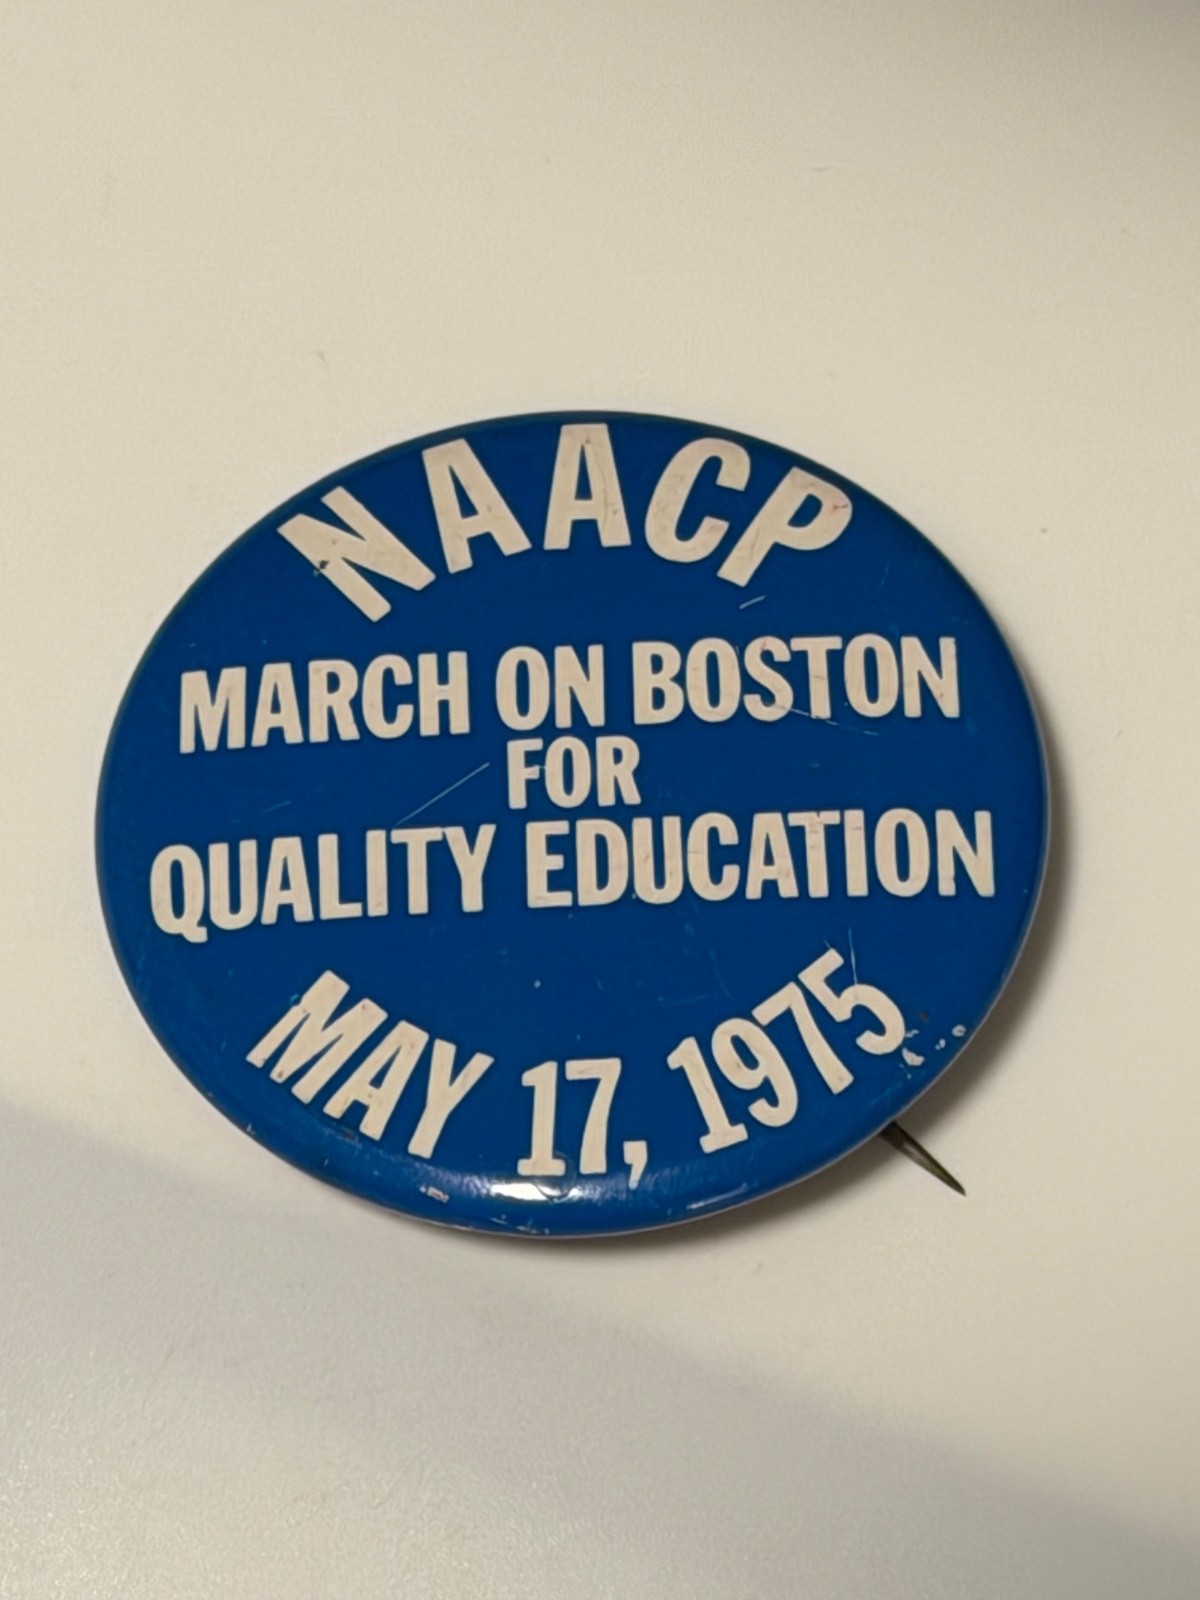 NAACP
MARCH ON BOSTON
FOR
QUALITY EDUCATION
MAY 17, 1975